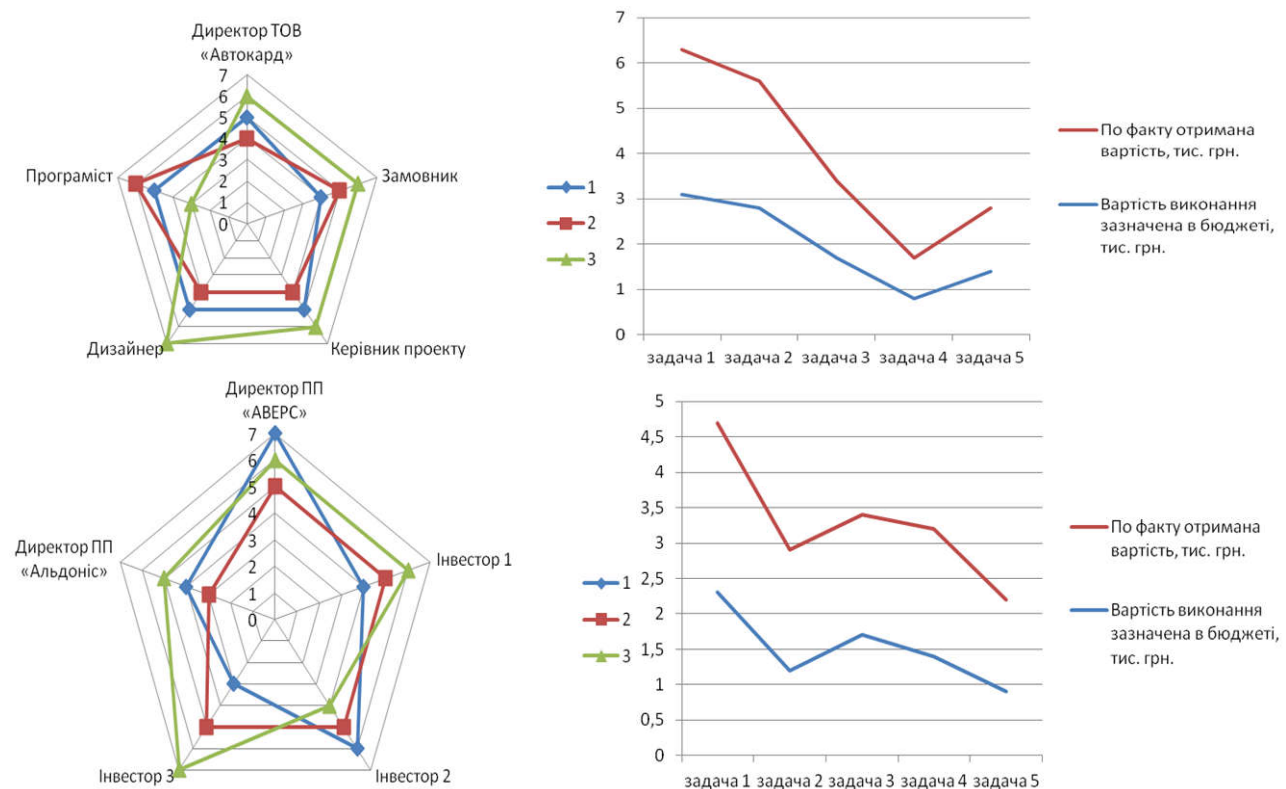 Директор ТОВ
«Автокард»
7
6
5
4
3
2
1
0
Програміст
Замовник
Дизайнер
Керівник проекту
1
2
3
7
6
5
4
3
2
1
0
задача 1 задача 2 задача 3 задача 4 задача 5
По факту отримана
вартість, тис. грн.
Вартість виконання
зазначена в бюджеті,
тис. грн.
Директор ПП
«АВЕРС»
7
6
5
4
3
2
1
0
Директор ПП
«Альдоніс»
Інвестор 1
Інвестор 3
Інвестор 2
1
2
3
5
4,5
4
3,5
3
2,5
2
1,5
1
0,5
0
задача 1 задача 2 задача 3 задача 4 задача 5
По факту отримана
вартість, тис. грн.
Вартість виконання
зазначена в бюджеті,
тис. грн.